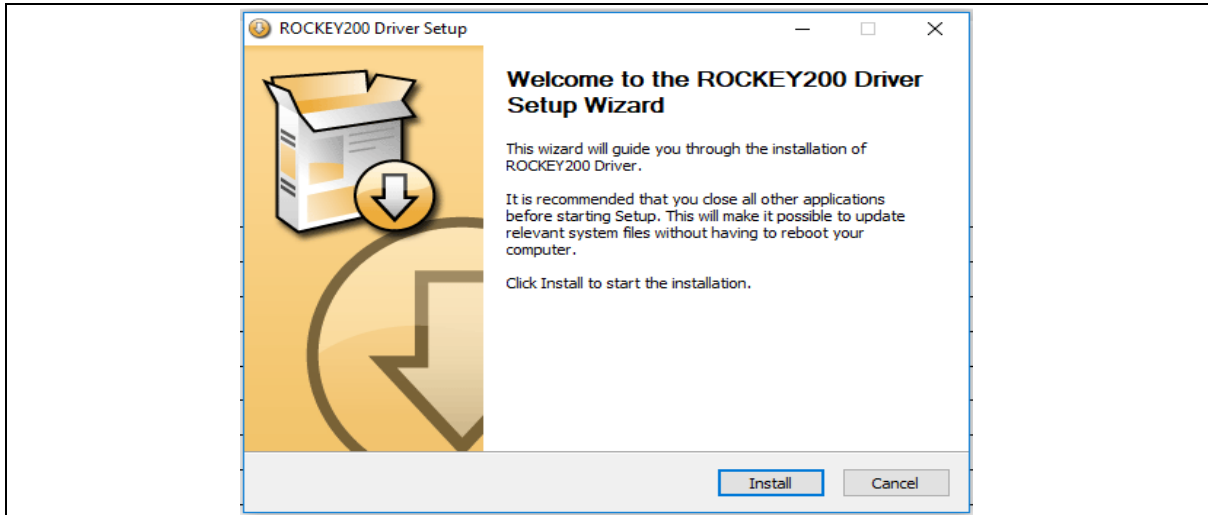 ROCKEY200 Driver Setup
Welcome to the ROCKEY200 Driver
Setup Wizard
This wizard will guide you through the installation of
ROCKEY200 Driver.
It is recommended that you close all other applications
before starting Setup. This will make it possible to update
relevant system files without having to reboot your
computer.
Click Install to start the installation.
Install
Cancel